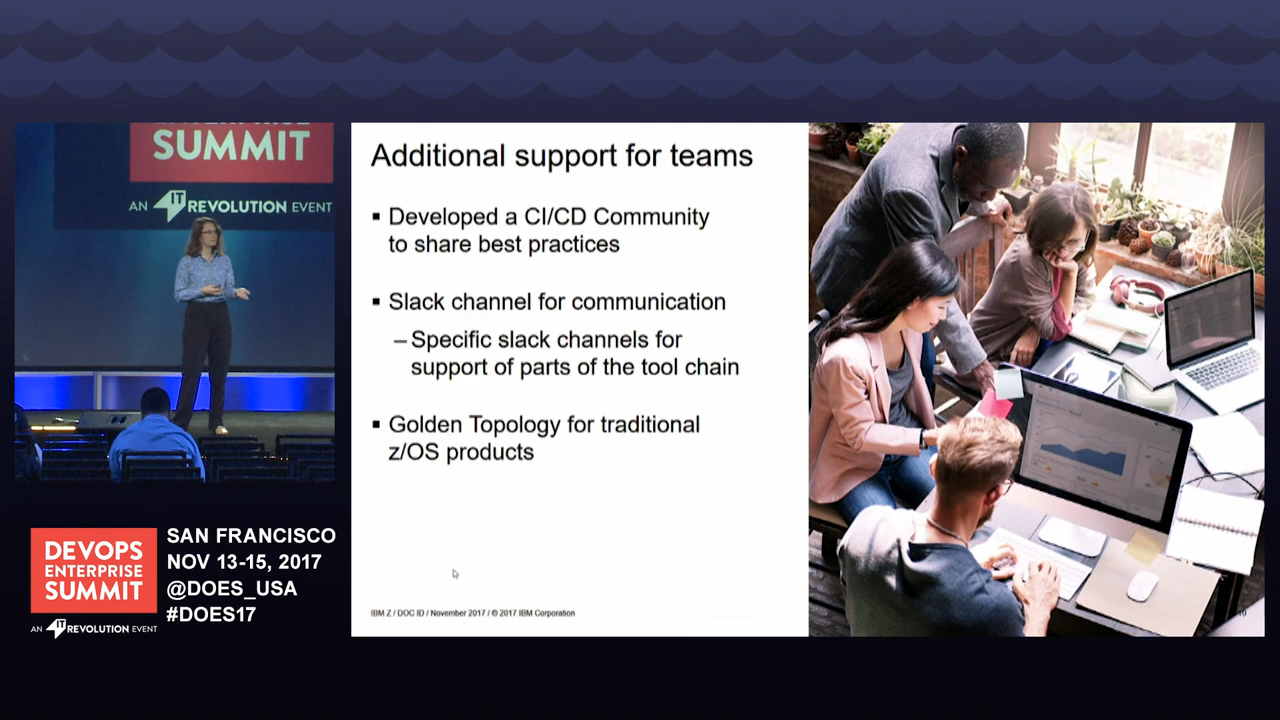 SUMMIT
AN IT REVOLUTION EVENT
Additional support for teams
▪ Developed a CI/CD Community
to share best practices
▪ Slack channel for communication
– Specific slack channels for
support of parts of the tool chain
▪ Golden Topology for traditional
z/OS products
IBM Z / DOC ID / November 2017 / © 2017 IBM Corporation
DEVOPS
ENTERPRISE
SUMMIT
AN IT REVOLUTION EVENT
SAN FRANCISCO
NOV 13-15, 2017
@DOES_USA
#DOES17